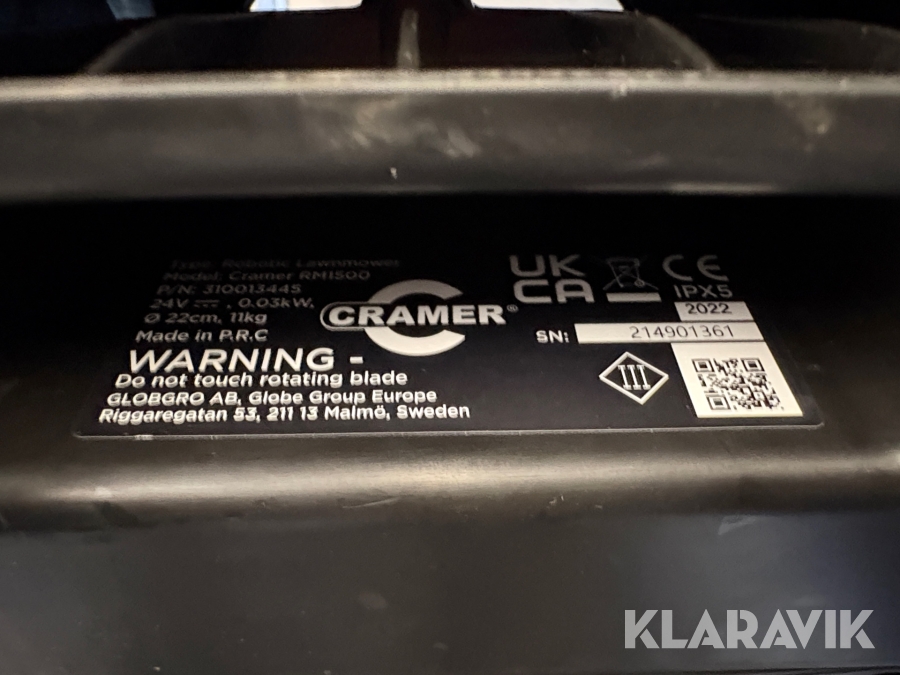 Type: Robotic Lawnmower
Model: Cramer RM1500
P/N: 310013445
24V ⎓, 0.03kW,
Ø 22cm, 11kg
Made in P.R.C
WARNING -
Do not touch rotating blade
GLOBGRO AB, Globe Group Europe
Riggaregatan 53, 211 13 Malmö, Sweden
CRAMER®
UK
CA
CE
IPX5
2022
SN: 214901361
III
KLARAVIK